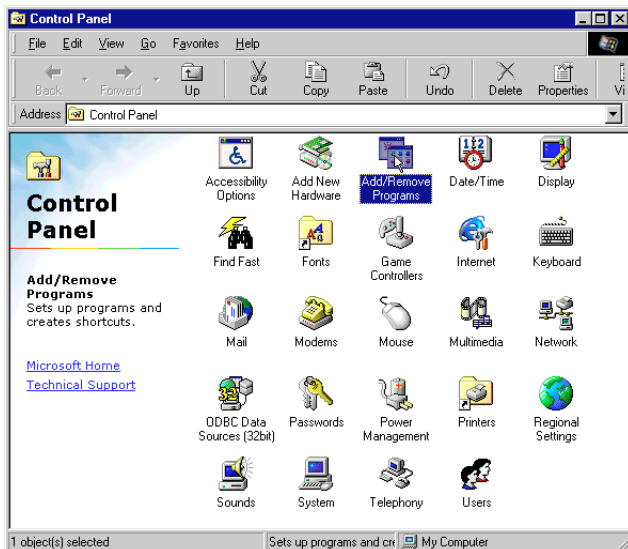 Control Panel
File Edit View Go Favorites Help
Back Forward Up Cut Copy Paste Undo Delete Properties Vi
Address Control Panel
Control
Panel
Add/Remove
Programs
Sets up programs and
creates shortcuts.
Microsoft Home
Technical Support
Accessibility
Options
Add New
Hardware
Add/Remove
Programs
Date/Time
Display
Find Fast
Fonts
Game
Controllers
Internet
Keyboard
Mail
Modems
Mouse
Multimedia
Network
ODBC Data
Sources (32bit)
Passwords
Power
Management
Printers
Regional
Settings
Sounds
System
Telephony
Users
1 object(s) selected
Sets up programs and cre
My Computer